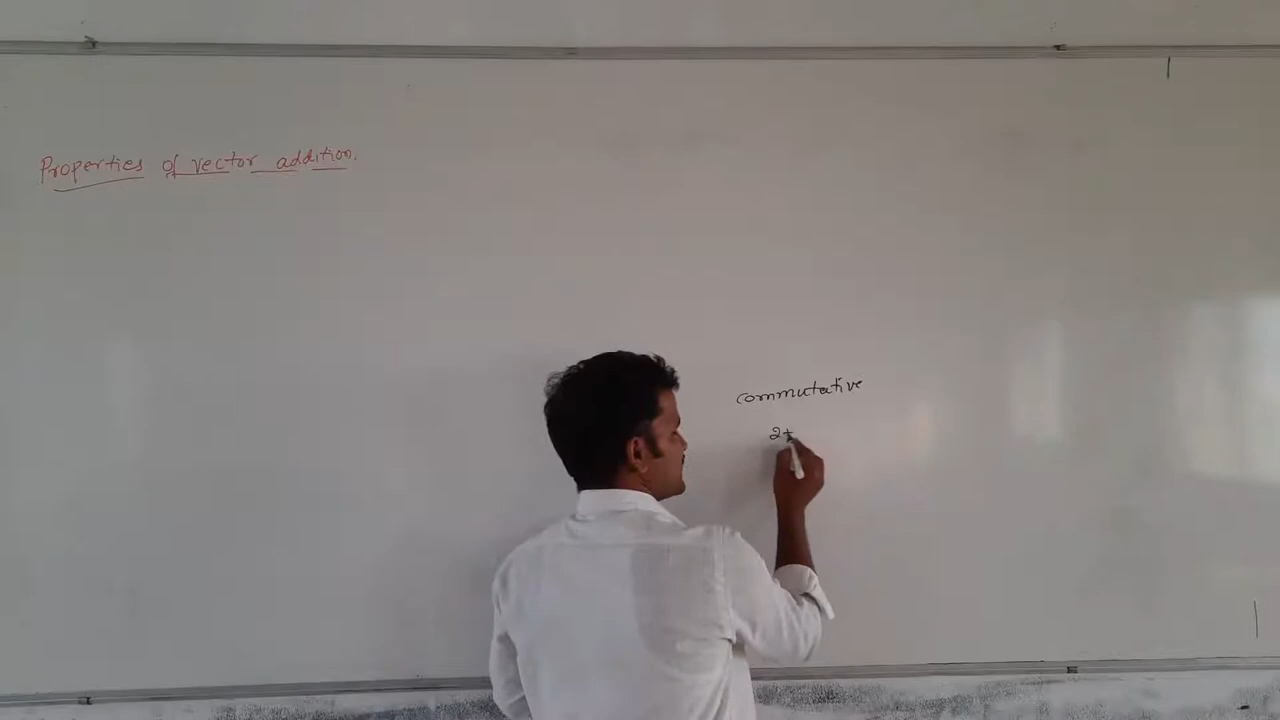 Properties of vector addition.
commutative
2+